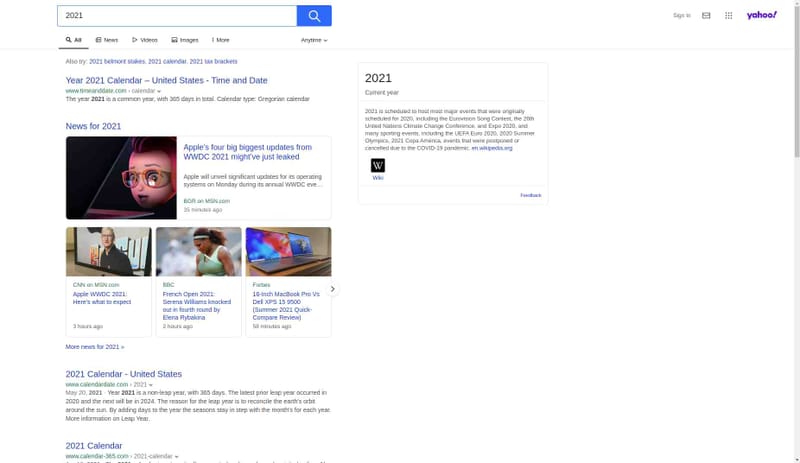 2021
Sign In
yahoo!
All
News
Videos
Images
More
Anytime
Also try: 2021 belmont stakes, 2021 calendar, 2021 tax brackets
Year 2021 Calendar – United States - Time and Date
www.timeanddate.com › calendar
The year 2021 is a common year, with 365 days in total. Calendar type: Gregorian calendar
News for 2021
Apple's four big biggest updates from
WWDC 2021 might've just leaked
Apple will unveil significant updates for its operating
systems on Monday during its annual WWDC eve...
BGR on MSN.com
35 minutes ago
CNN on MSN.com
Apple WWDC 2021:
Here's what to expect
3 hours ago
BBC
French Open 2021:
Serena Williams knocked
out in fourth round by
Elena Rybakina
2 hours ago
Forbes
16-Inch MacBook Pro Vs
Dell XPS 15 9500
(Summer 2021 Quick-
Compare Review)
58 minutes ago
More news for 2021 »
2021 Calendar - United States
www.calendardate.com › 2021
May 20, 2021 · Year 2021 is a non-leap year, with 365 days. The latest prior leap year occurred in
2020 and the next will be in 2024. The reason for the leap year is to reconcile the earth's orbit
around the sun. By adding days to the year the seasons stay in step with the month's for each year.
More information on Leap Year.
2021 Calendar
www.calendar-365.com › 2021-calendar
2021
Current year
2021 is scheduled to host most major events that were originally
scheduled for 2020, including the Eurovision Song Contest, the 26th
United Nations Climate Change Conference, and Expo 2020, and
many sporting events, including the UEFA Euro 2020, 2020 Summer
Olympics, 2021 Copa América, events that were postponed or
cancelled due to the COVID-19 pandemic. en.wikipedia.org
W
Wiki
Feedback